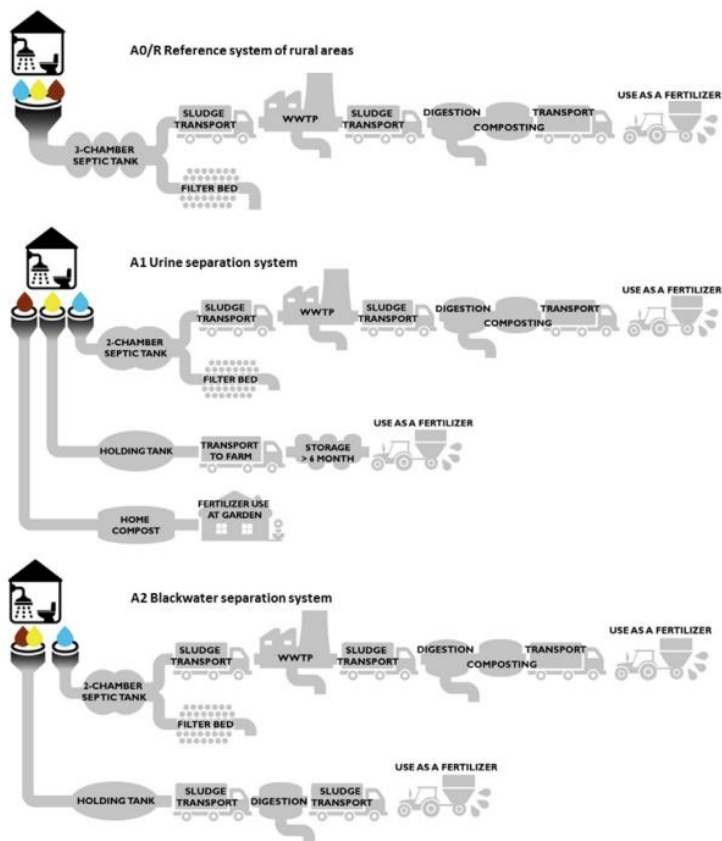 A0/R Reference system of rural areas
USE AS A FERTILIZER
SLUDGE
TRANSPORT
WWTP
SLUDGE
TRANSPORT
DIGESTION
COMPOSTING
TRANSPORT
3-CHAMBER
SEPTIC TANK
FILTER BED
A1 Urine separation system
USE AS A FERTILIZER
SLUDGE
TRANSPORT
WWTP
SLUDGE
TRANSPORT
DIGESTION
COMPOSTING
TRANSPORT
2-CHAMBER
SEPTIC TANK
FILTER BED
USE AS A FERTILIZER
HOLDING TANK
TRANSPORT
TO FARM
STORAGE
> 6 MONTH
HOME
COMPOST
FERTILIZER USE
AT GARDEN
A2 Blackwater separation system
USE AS A FERTILIZER
SLUDGE
TRANSPORT
WWTP
SLUDGE
TRANSPORT
DIGESTION
COMPOSTING
TRANSPORT
2-CHAMBER
SEPTIC TANK
FILTER BED
USE AS A FERTILIZER
HOLDING TANK
SLUDGE
TRANSPORT
DIGESTION
SLUDGE
TRANSPORT